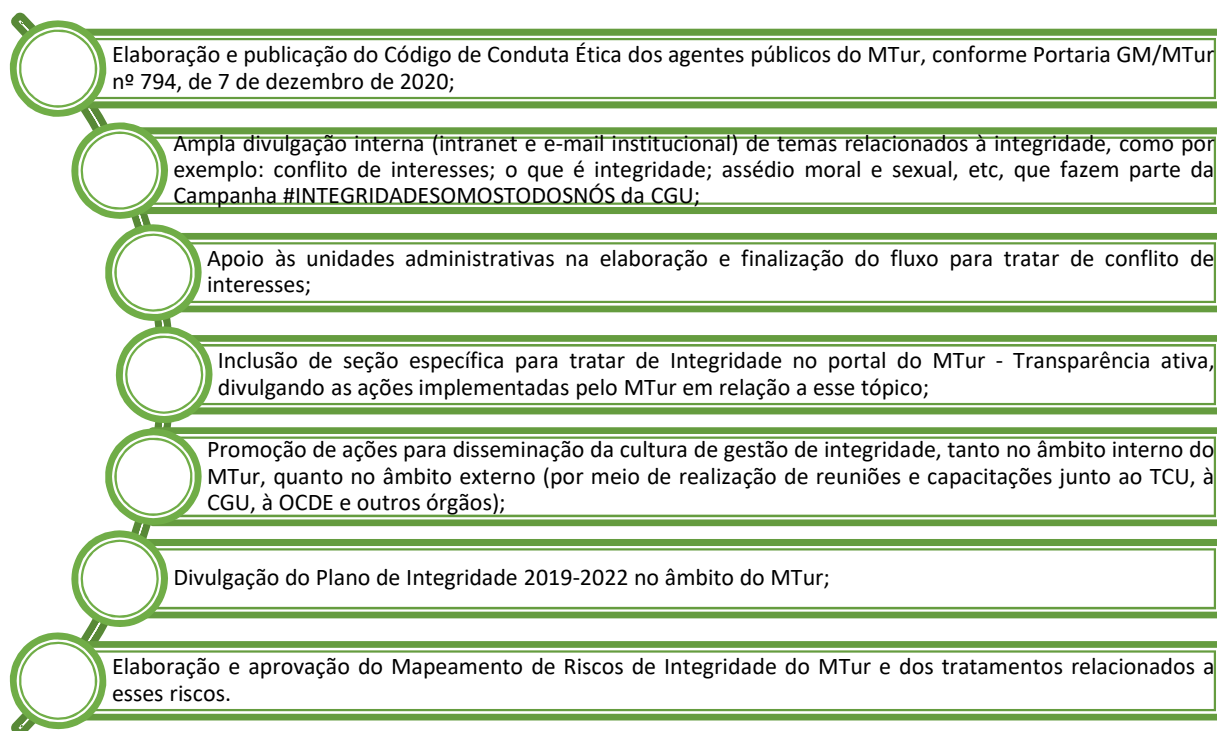 Elaboração e publicação do Código de Conduta Ética dos agentes públicos do MTur, conforme Portaria GM/MTur
nº 794, de 7 de dezembro de 2020;
Ampla divulgação interna (intranet e e-mail institucional) de temas relacionados à integridade, como por
exemplo: conflito de interesses; o que é integridade; assédio moral e sexual, etc, que fazem parte da
Campanha #INTEGRIDADESOMOSTODOSNÓS da CGU;
Apoio às unidades administrativas na elaboração e finalização do fluxo para tratar de conflito de
interesses;
Inclusão de seção específica para tratar de Integridade no portal do MTur - Transparência ativa,
divulgando as ações implementadas pelo MTur em relação a esse tópico;
Promoção de ações para disseminação da cultura de gestão de integridade, tanto no âmbito interno do
MTur, quanto no âmbito externo (por meio de realização de reuniões e capacitações junto ao TCU, à
CGU, à OCDE e outros órgãos);
Divulgação do Plano de Integridade 2019-2022 no âmbito do MTur;
Elaboração e aprovação do Mapeamento de Riscos de Integridade do MTur e dos tratamentos relacionados a
esses riscos.